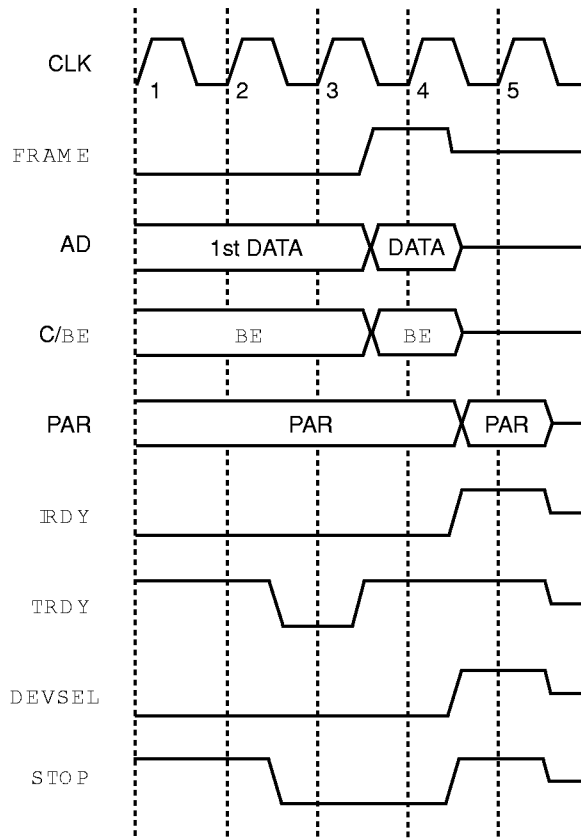 CLK
1 2 3 4 5
FRAME
AD 1st DATA DATA
C/BE BE BE
PAR PAR PAR
IRDY
TRDY
DEVSEL
STOP